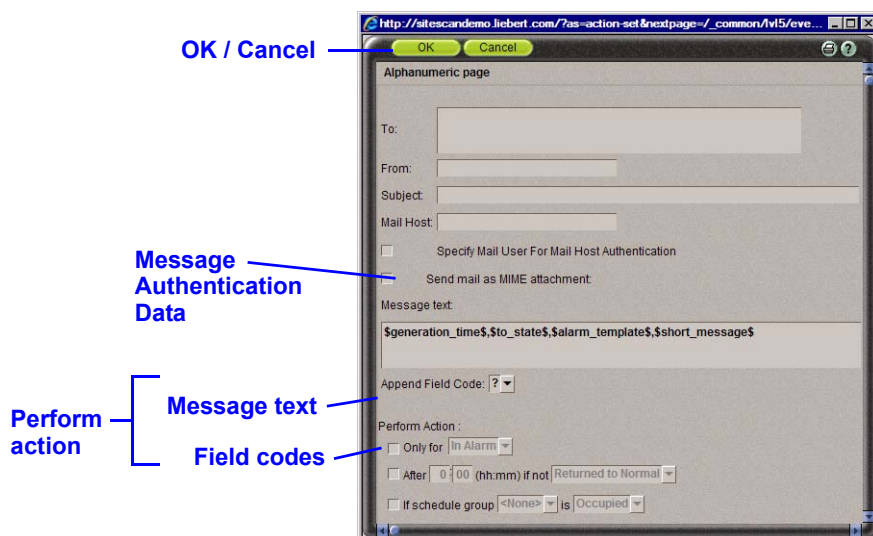 http://sitescandemo.liebert.com/?as=action-set&nextpage=/_common/lvl5/eve...
OK / Cancel
OK Cancel
Alphanumeric page
To:
From:
Subject:
Mail Host:
Specify Mail User For Mail Host Authentication
Message
Authentication
Data
Send mail as MIME attachment:
Message text:
$generation_time$,$to_state$,$alarm_template$,$short_message$
Append Field Code: ?
Message text
Perform
action
Perform Action :
Field codes
Only for In Alarm
After 0:00 (hh:mm) if not Returned to Normal
If schedule group <None> is Occupied